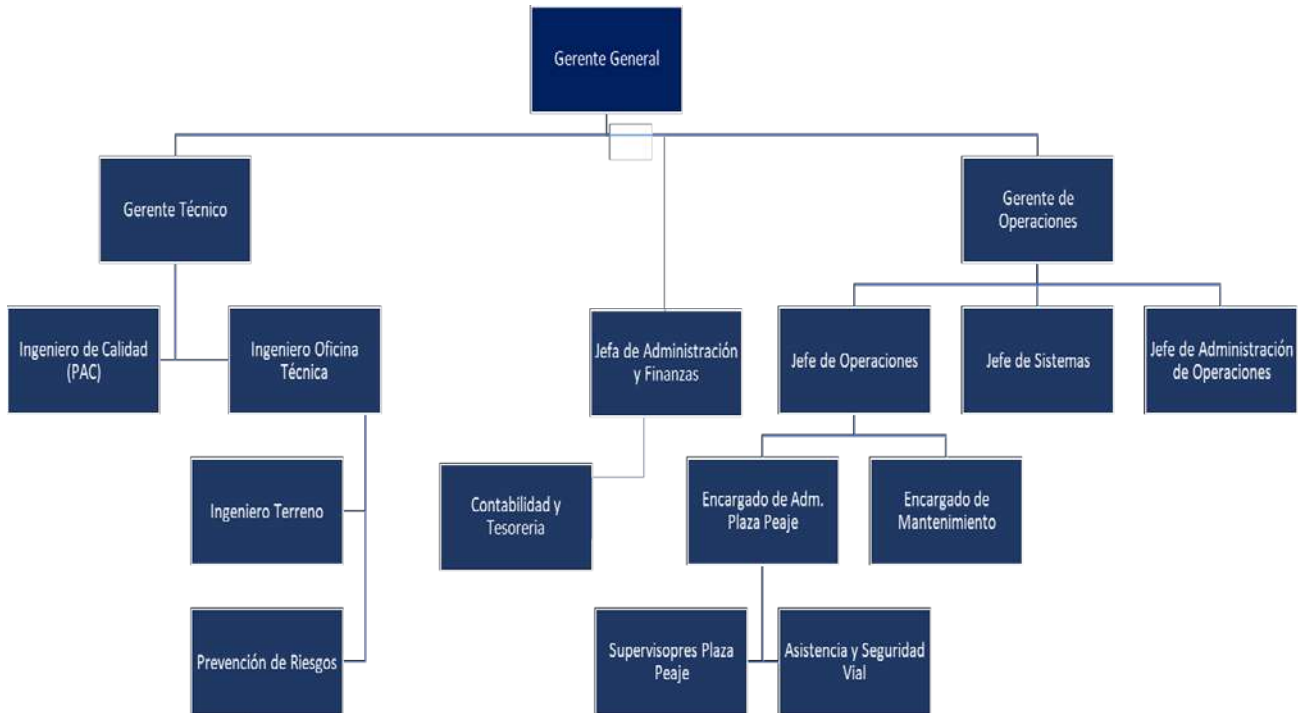 Gerente General
Gerente Técnico
Gerente de
Operaciones
Ingeniero de Calidad
(PAC)
Ingeniero Oficina
Técnica
Jefa de Administración
y Finanzas
Jefe de Operaciones
Jefe de Sistemas
Jefe de Administración
de Operaciones
Ingeniero Terreno
Contabilidad y
Tesoreria
Encargado de Adm.
Plaza Peaje
Encargado de
Mantenimiento
Prevención de Riesgos
Supervisopres Plaza
Peaje
Asistencia y Seguridad
Vial